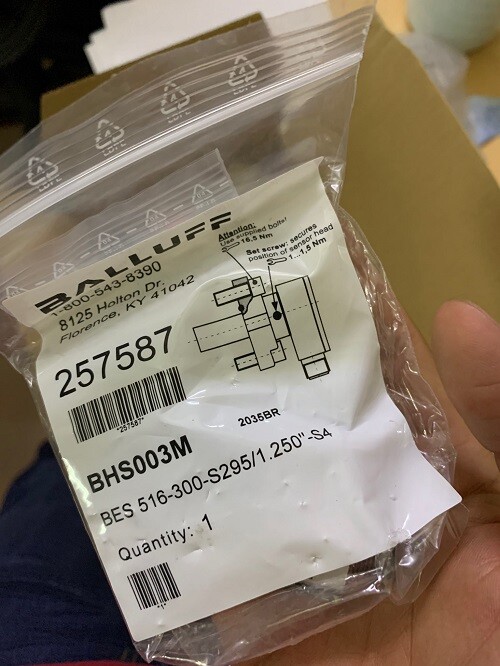 BALLUFF
1-800-543-8390
8125 Holton Dr.
Florence, KY 41042
Attention:
Use supplied bolts!
16,5 Nm
Set screw: secures
position of sensor head
1...1,5 Nm
257587
*257587*
2035BR
BHS003M
BES 516-300-S295/1.250"-S4
Quantity: 1
*1*